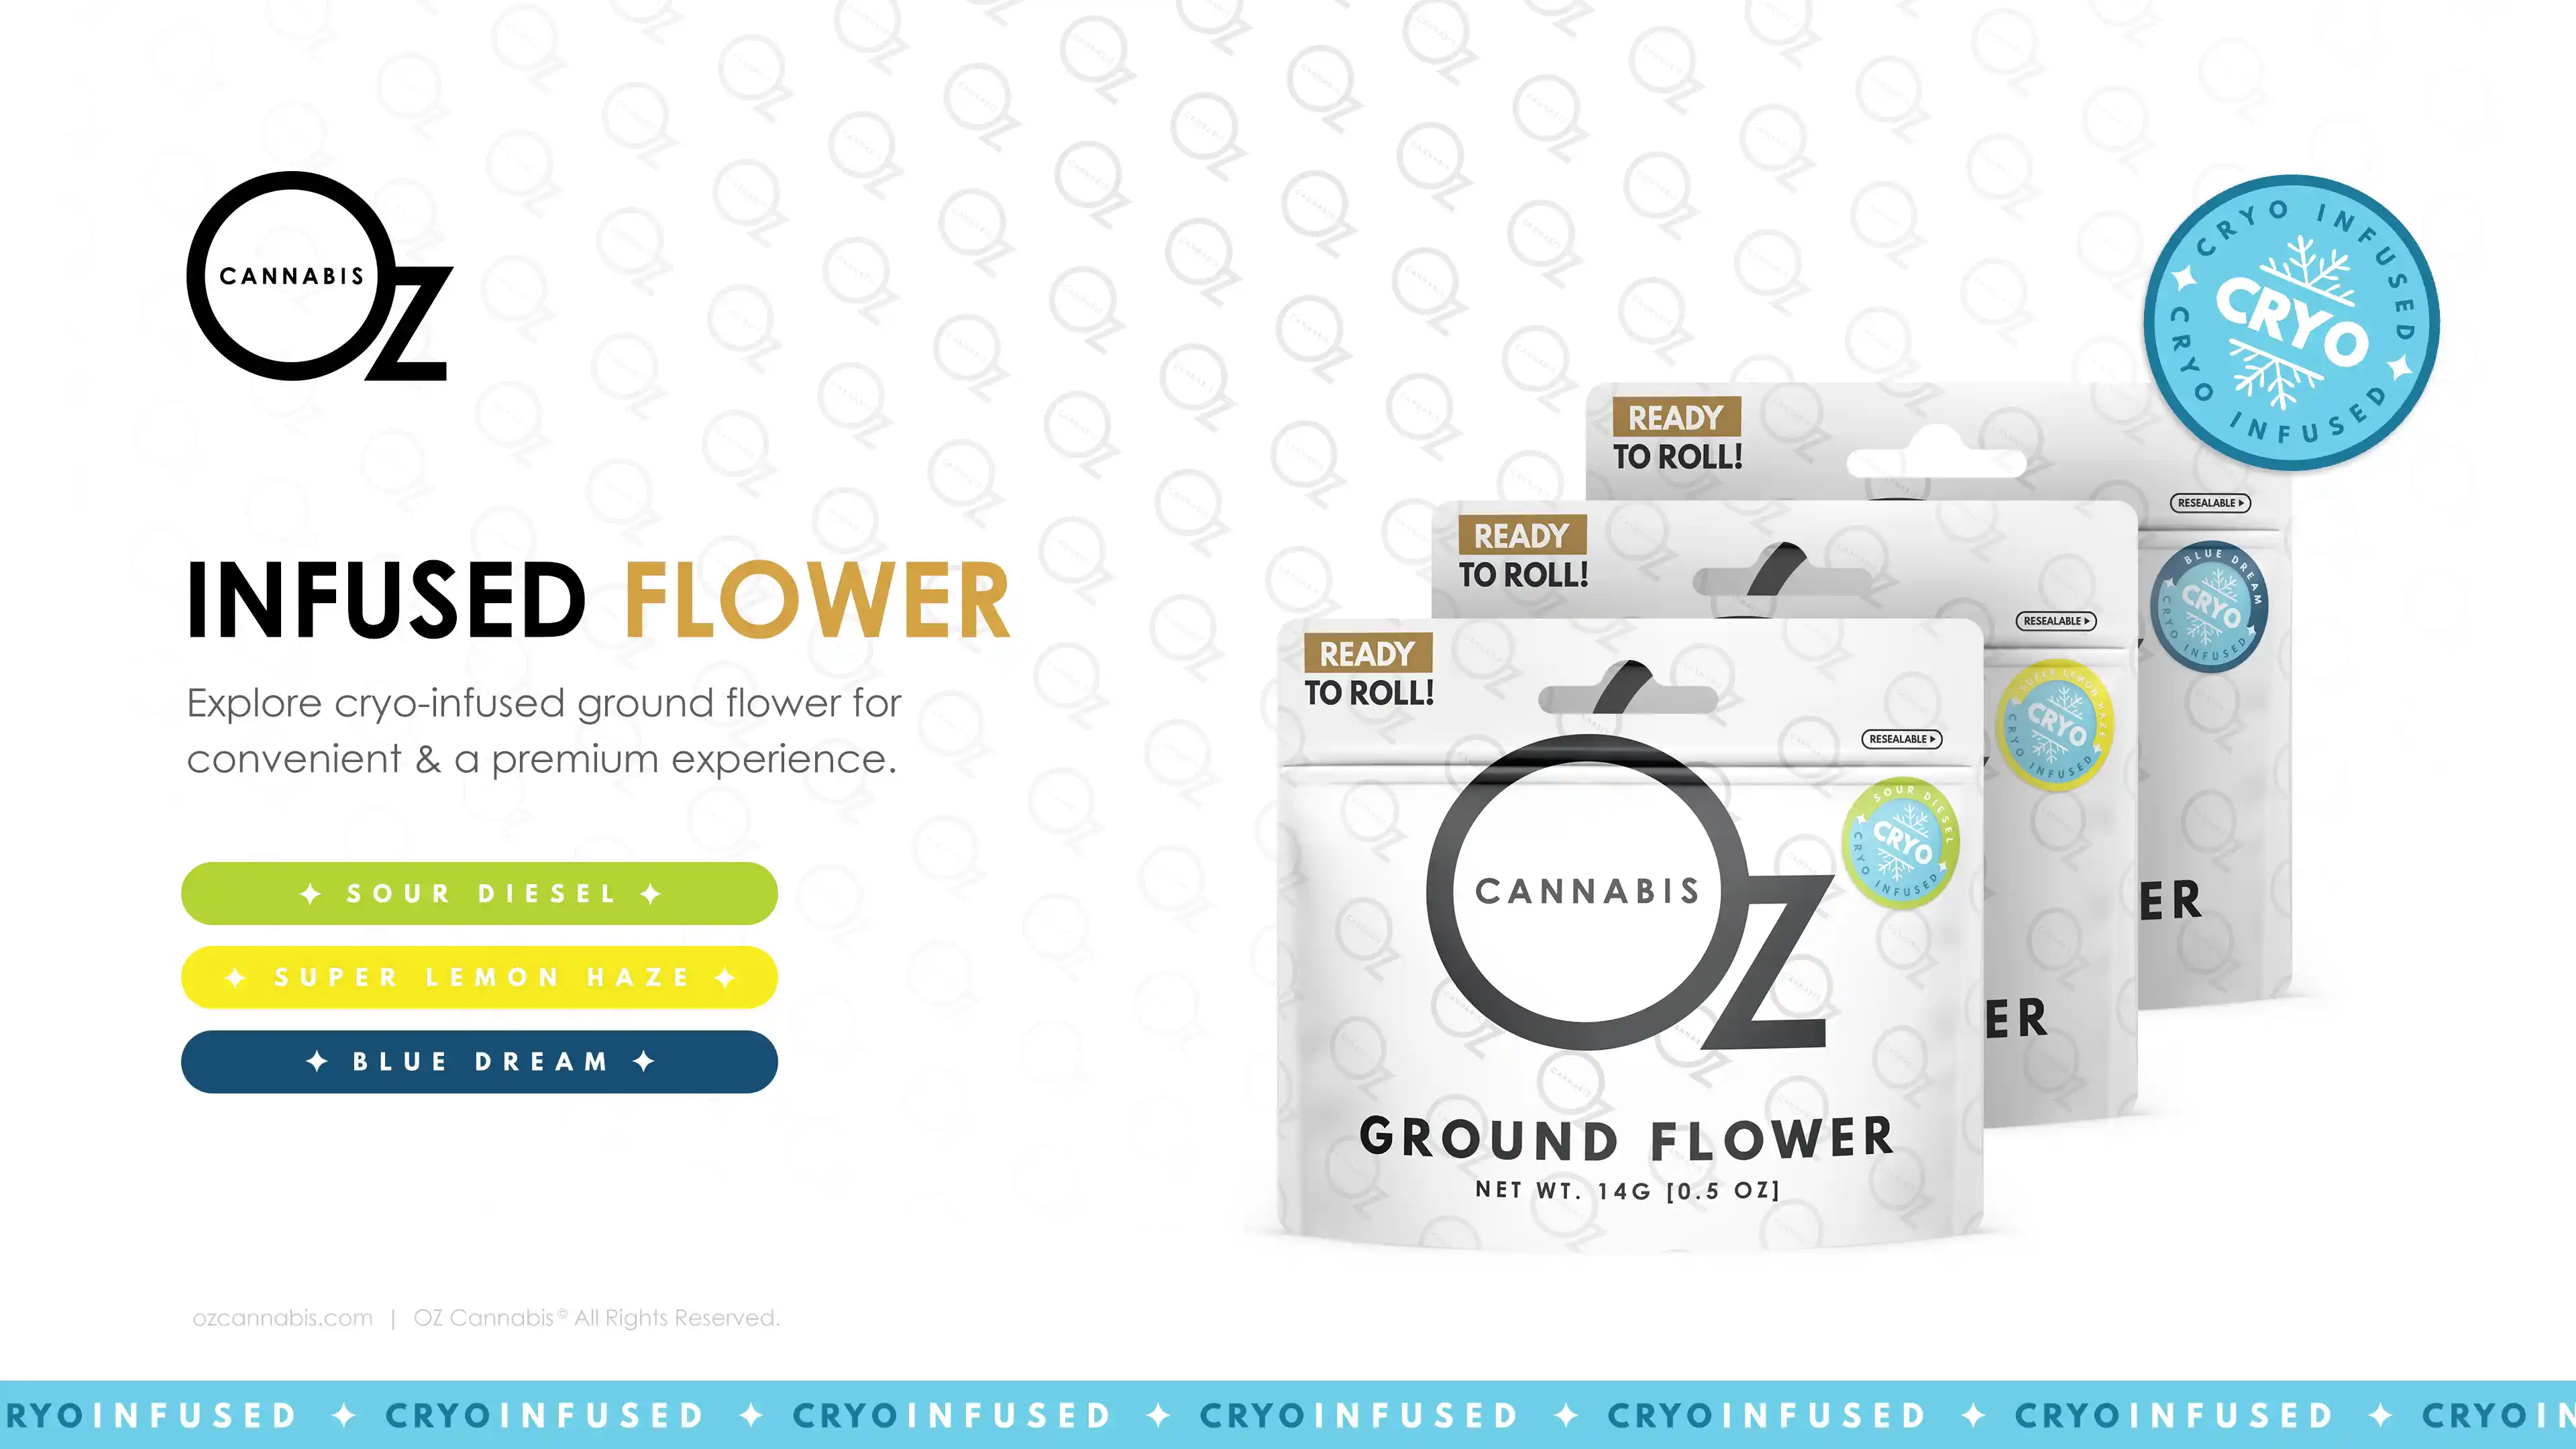 CANNABIS
OZ
INFUSED FLOWER
Explore cryo-infused ground flower for
convenient & a premium experience.
✦ SOUR DIESEL ✦
✦ SUPER LEMON HAZE ✦
✦ BLUE DREAM ✦
CRYO INFUSED ✦ CRYO INFUSED ✦
CRYO
READY
TO ROLL!
RESEALABLE
BLUE DREAM ✦ CRYO INFUSED ✦
CRYO
ER
READY
TO ROLL!
RESEALABLE
SUPER LEMON HAZE ✦ CRYO INFUSED ✦
CRYO
ER
READY
TO ROLL!
RESEALABLE
SOUR DIESEL ✦ CRYO INFUSED ✦
CRYO
CANNABIS
OZ
GROUND FLOWER
NET WT. 14G [0.5 OZ]
ozcannabis.com | OZ Cannabis© All Rights Reserved.
RYOINFUSED ✦ CRYOINFUSED ✦ CRYOINFUSED ✦ CRYOINFUSED ✦ CRYOINFUSED ✦ CRYOINFUSED ✦ CRYOIN